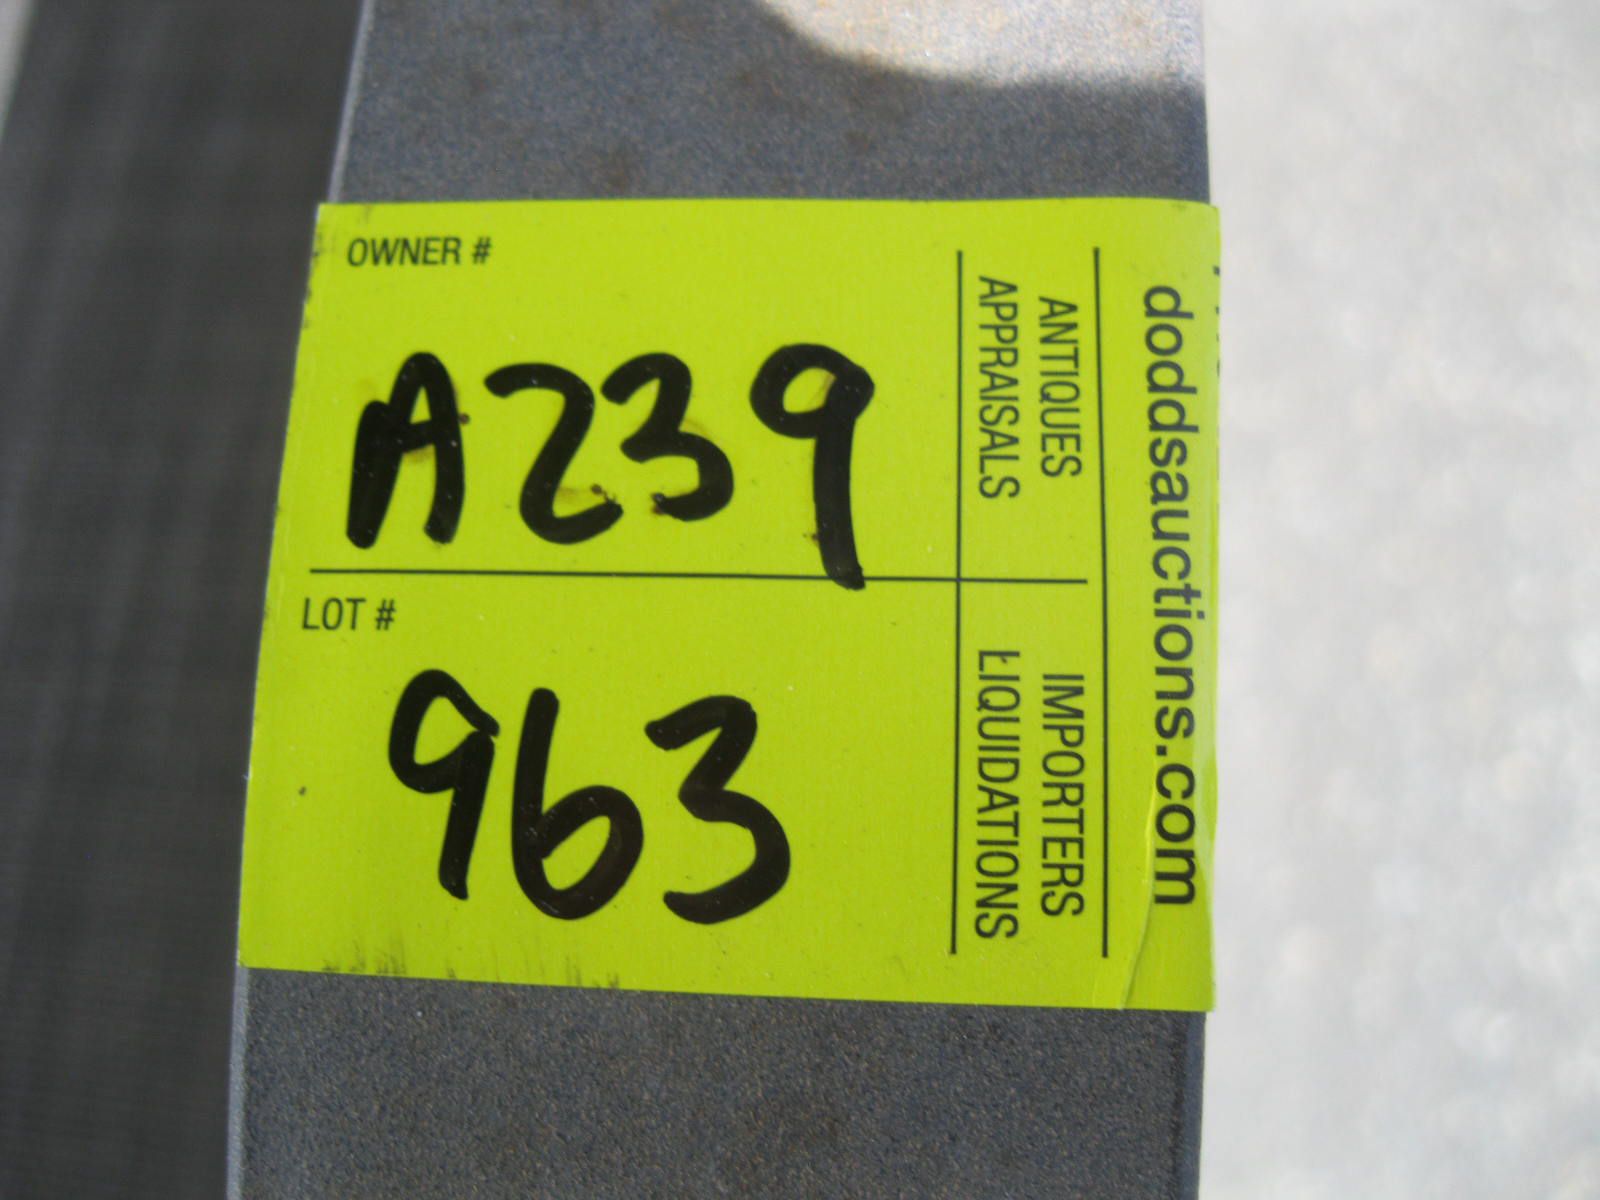 OWNER #
A239
LOT #
963
ANTIQUES
APPRAISALS
IMPORTERS
LIQUIDATIONS
doddsauctions.com